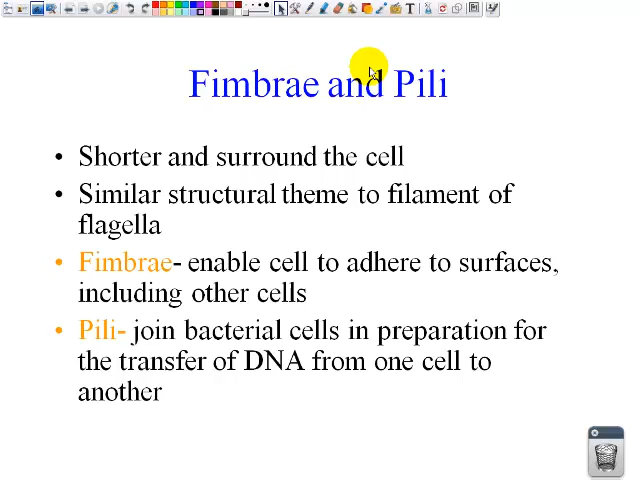 Fimbrae and Pili
• Shorter and surround the cell
• Similar structural theme to filament of
flagella
• Fimbrae- enable cell to adhere to surfaces,
including other cells
• Pili- join bacterial cells in preparation for
the transfer of DNA from one cell to
another